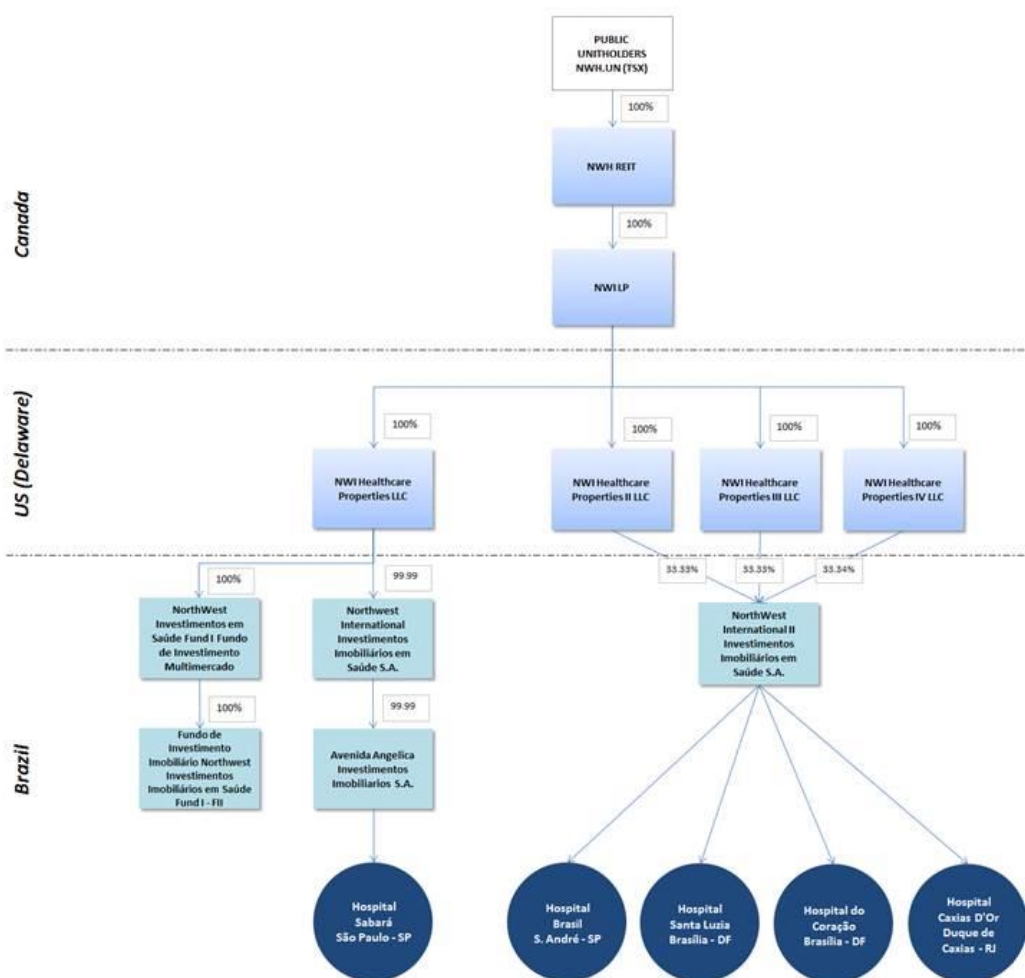 PUBLIC
UNITHOLDERS
NWH.UN (TSX)
100%
NWH REIT
100%
NWI LP
Canada
US (Delaware)
100%
100%
100%
100%
NWI Healthcare
Properties LLC
NWI Healthcare
Properties II LLC
NWI Healthcare
Properties III LLC
NWI Healthcare
Properties IV LLC
33.33%
33.33%
33.34%
Brazil
100%
99.99
NorthWest
Investimentos em
Saúde Fund I Fundo
de Investimento
Multimercado
Northwest
International
Investimentos
Imobiliários em
Saúde S.A.
NorthWest
International II
Investimentos
Imobiliários em
Saúde S.A.
100%
99.99
Fundo de
Investimento
Imobiliário Northwest
Investimentos
Imobiliários em Saúde
Fund I - FII
Avenida Angelica
Investimentos
Imobiliarios S.A.
Hospital
Sabará
São Paulo - SP
Hospital
Brasil
S. André - SP
Hospital
Santa Luzia
Brasília - DF
Hospital do
Coração
Brasília - DF
Hospital
Caxias D'Or
Duque de
Caxias - RJ